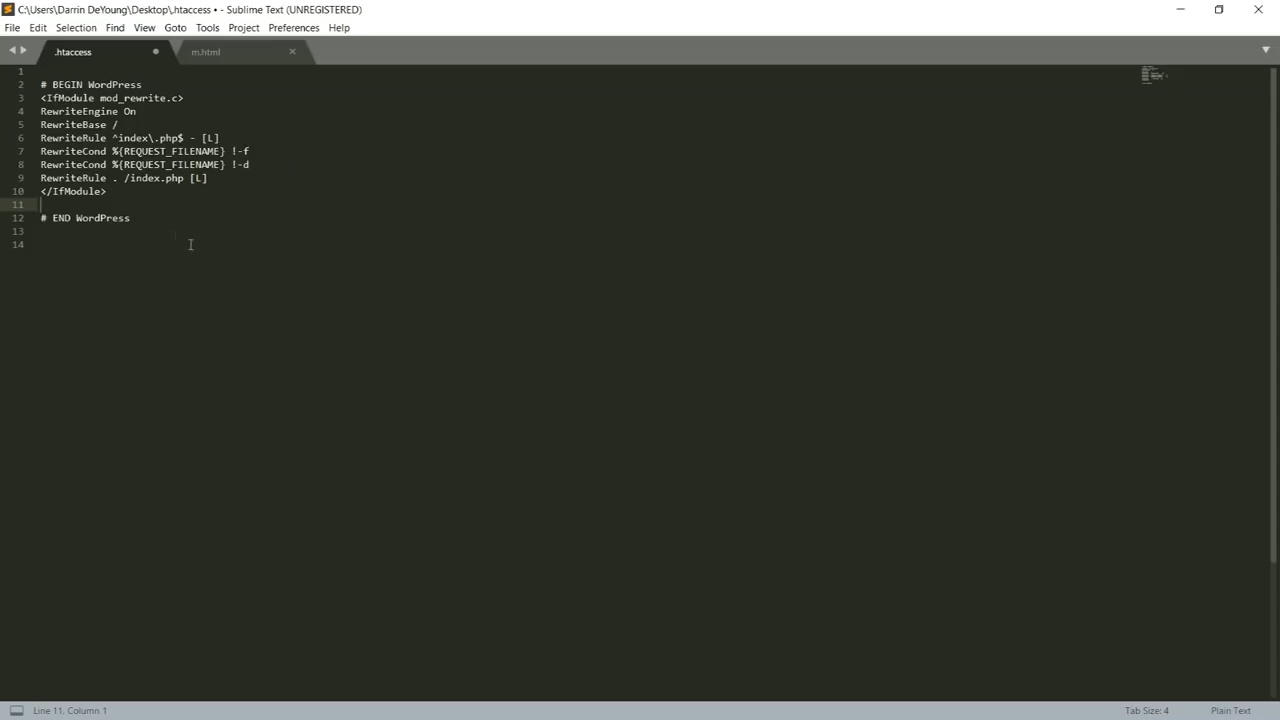 C:\Users\Darrin DeYoung\Desktop\.htaccess • - Sublime Text (UNREGISTERED)
File Edit Selection Find View Goto Tools Project Preferences Help
.htaccess m.html
1
2 # BEGIN WordPress
3 <IfModule mod_rewrite.c>
4 RewriteEngine On
5 RewriteBase /
6 RewriteRule ^index\.php$ - [L]
7 RewriteCond %{REQUEST_FILENAME} !-f
8 RewriteCond %{REQUEST_FILENAME} !-d
9 RewriteRule . /index.php [L]
10 </IfModule>
11
12 # END WordPress
13
14
Line 11, Column 1 Tab Size: 4 Plain Text